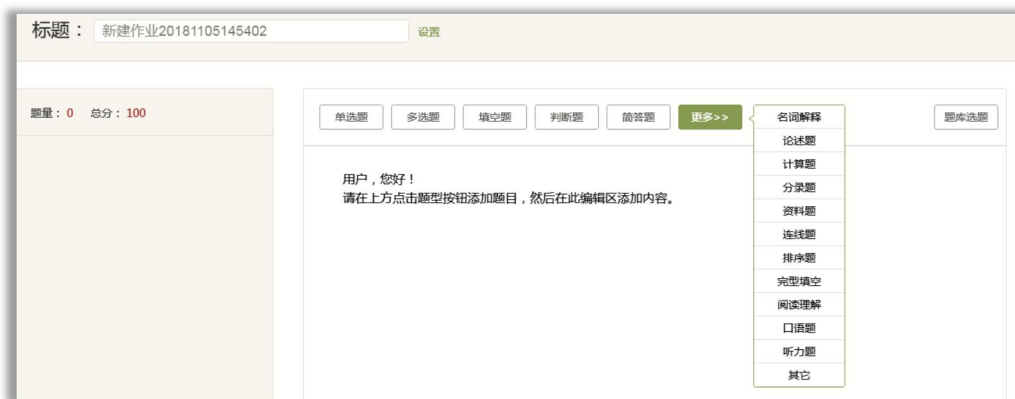 标题： 新建作业20181105145402 设置
题量：0 总分：100
单选题 多选题 填空题 判断题 简答题 更多>> 名词解释 题库选题
论述题
计算题
分录题
资料题
连线题
排序题
完型填空
阅读理解
口语题
听力题
其它
用户，您好！
请在上方点击题型按钮添加题目，然后在此编辑区添加内容。